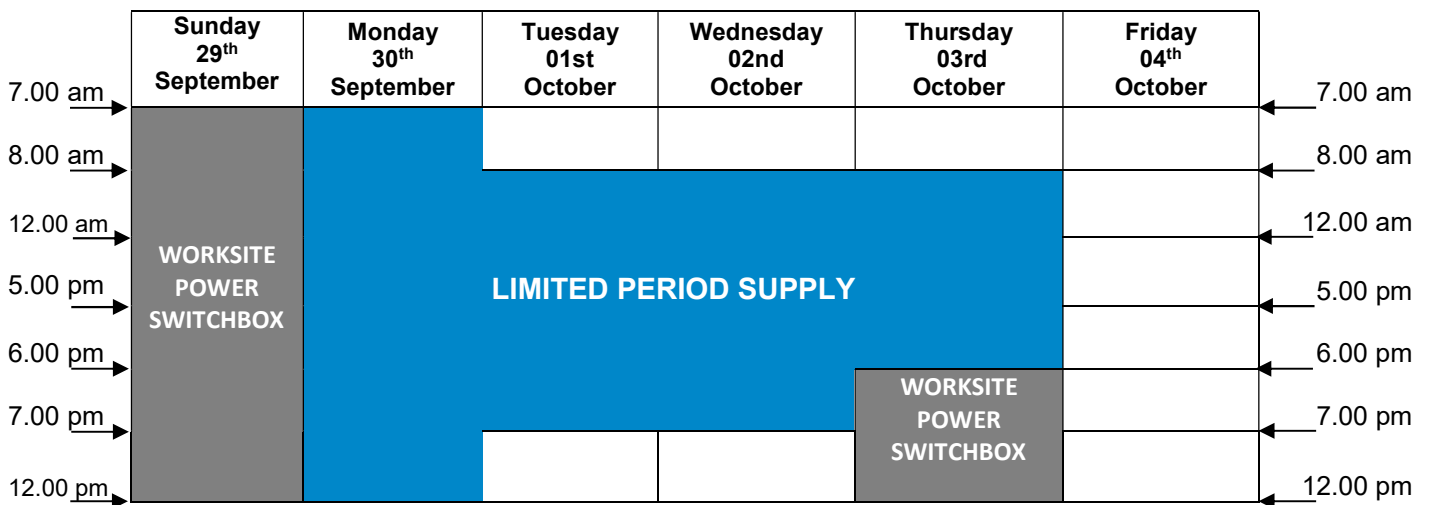 Sunday
29th
September
Monday
30th
September
Tuesday
01st
October
Wednesday
02nd
October
Thursday
03rd
October
Friday
04th
October
7.00 am
7.00 am
8.00 am
8.00 am
12.00 am
12.00 am
WORKSITE
POWER
SWITCHBOX
LIMITED PERIOD SUPPLY
5.00 pm
5.00 pm
6.00 pm
6.00 pm
WORKSITE
POWER
SWITCHBOX
7.00 pm
7.00 pm
12.00 pm
12.00 pm